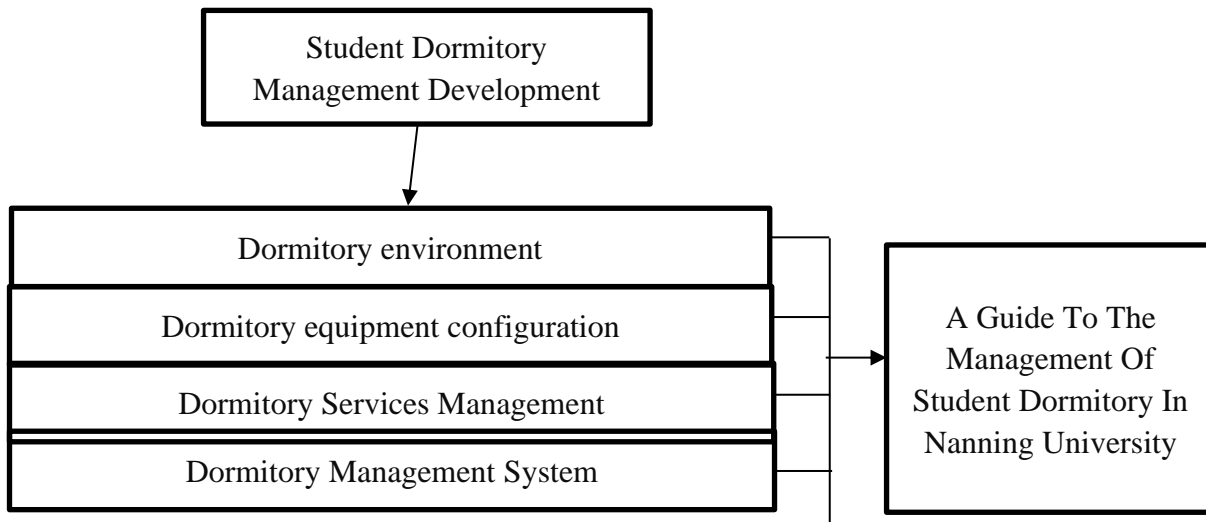 Student Dormitory
Management Development
Dormitory environment
Dormitory equipment configuration
Dormitory Services Management
Dormitory Management System
A Guide To The
Management Of
Student Dormitory In
Nanning University